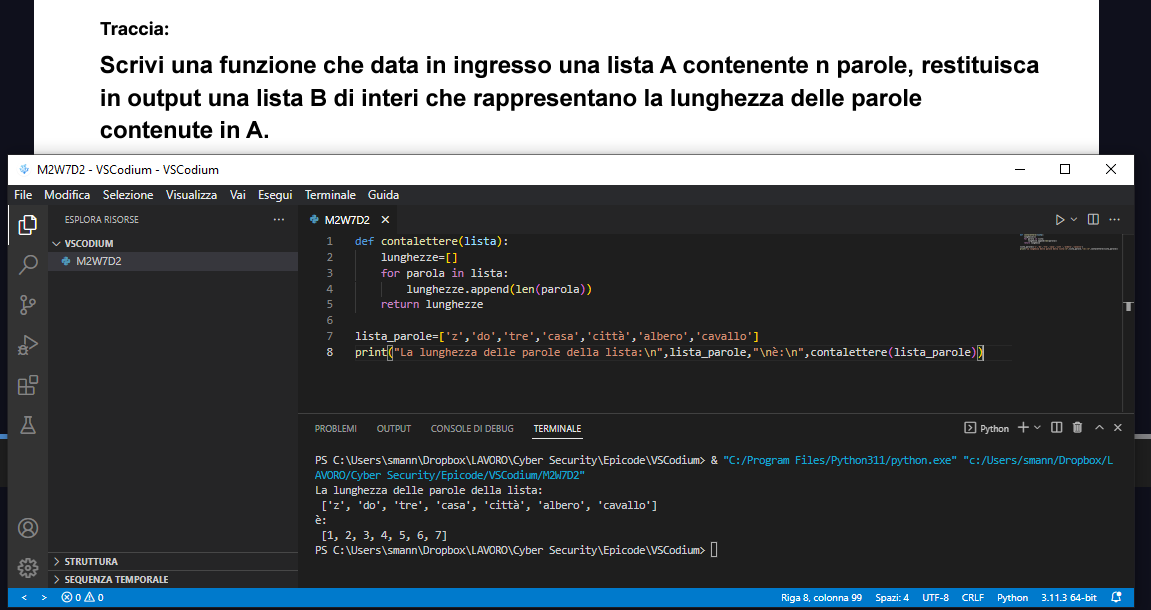 Traccia:
Scrivi una funzione che data in ingresso una lista A contenente n parole, restituisca
in output una lista B di interi che rappresentano la lunghezza delle parole
contenute in A.
M2W7D2 - VSCodium - VSCodium
File Modifica Selezione Visualizza Vai Esegui Terminale Guida
ESPLORA RISORSE
VSCODIUM
M2W7D2
STRUTTURA
SEQUENZA TEMPORALE
M2W7D2
1 def contalettere(lista):
2     lunghezze=[]
3     for parola in lista:
4         lunghezze.append(len(parola))
5     return lunghezze
6
7 lista_parole=['z','do','tre','casa','città','albero','cavallo']
8 print("La lunghezza delle parole della lista:\n",lista_parole,"\nè:\n",contalettere(lista_parole))
PROBLEMI OUTPUT CONSOLE DI DEBUG TERMINALE
Python
PS C:\Users\smann\Dropbox\LAVORO\Cyber Security\Epicode\VSCodium> & "C:/Program Files/Python311/python.exe" "c:/Users/smann/Dropbox/L
AVORO/Cyber Security/Epicode/VSCodium/M2W7D2"
La lunghezza delle parole della lista:
['z', 'do', 'tre', 'casa', 'città', 'albero', 'cavallo']
è:
[1, 2, 3, 4, 5, 6, 7]
PS C:\Users\smann\Dropbox\LAVORO\Cyber Security\Epicode\VSCodium>
0 0 Riga 8, colonna 99 Spazi: 4 UTF-8 CRLF Python 3.11.3 64-bit